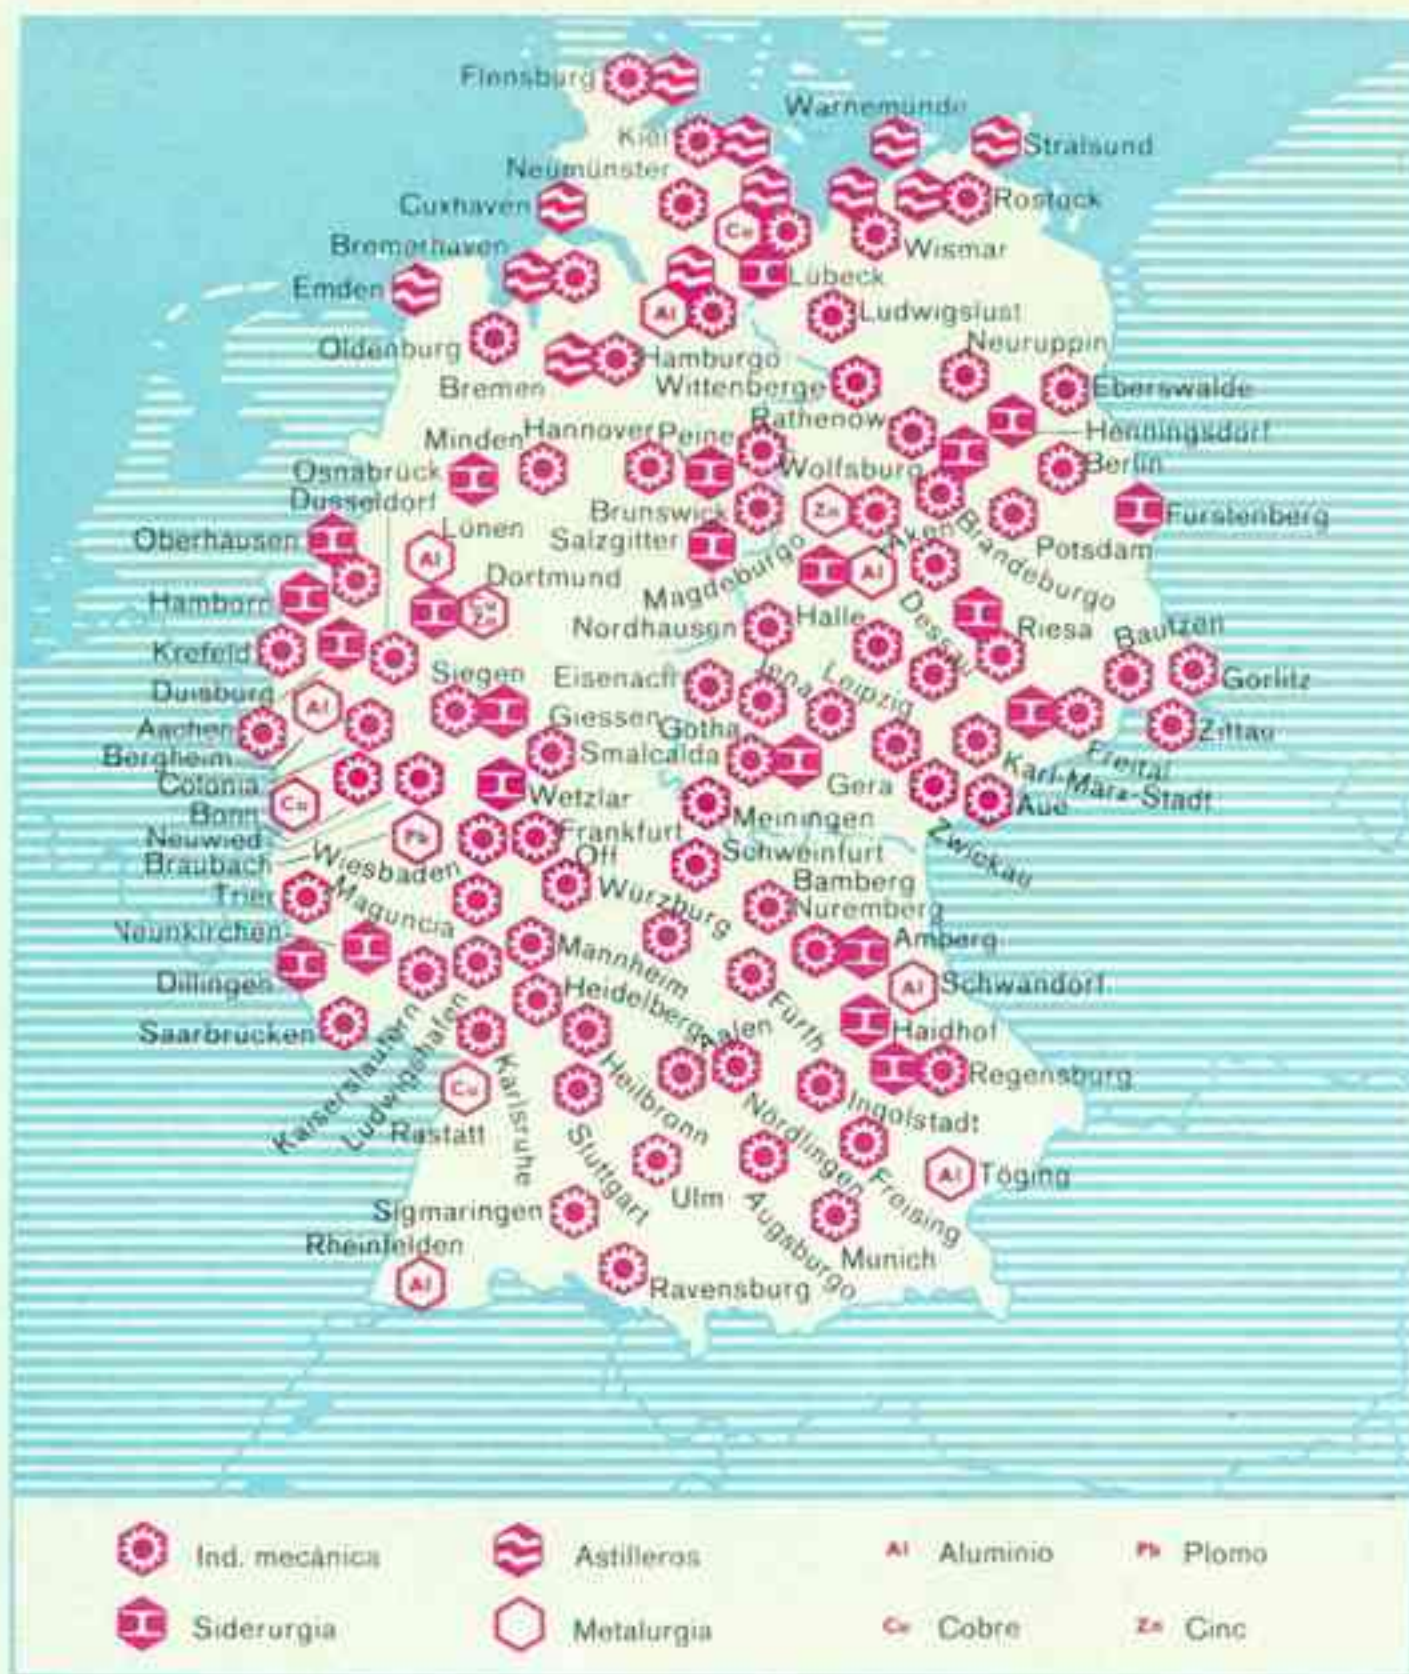 Flensburg
Warnemünde
Kiel
Stralsund
Neumünster
Cuxhaven
Rostock
Cu
Bremerhaven
Wismar
Lübeck
Emden
Al
Ludwigslust
Oldenburg
Hamburgo
Neuruppin
Bremen
Wittenberge
Eberswalde
Rathenow
Henningsdorf
Minden
Hannover
Peine
Osnabrück
Wolfsburg
Berlin
Dusseldorf
Zn
Brunswick
Furstenberg
Lünen
Oberhausen
Al
Salzgitter
Aken
Potsdam
Magdeburgo
Al
Brandeburgo
Dortmund
Hamborn
Cu
Zn
Dessau
Nordhausen
Halle
Riesa
Bautzen
Krefeld
Siegen
Eisenach
Jena
Leipzig
Gorlitz
Duisburg
Al
Giessen
Gotha
Aachen
Zittau
Bergheim
Smalcalda
Freital
Colonia
Gera
Karl-Marx-Stadt
Wetzlar
Aue
Cu
Bonn
Meiningen
Neuwied
Pb
Frankfurt
Zwickau
Braubach
Wiesbaden
Off
Schweinfurt
Trier
Maguncia
Würzburg
Bamberg
Nuremberg
Neunkirchen
Amberg
Mannheim
Dillingen
Al
Schwandorf
Heidelberg
Fürth
Saarbrucken
Aalen
Haidhof
Kaiserslautern
Ludwigshafen
Karlsruhe
Heilbronn
Regensburg
Cu
Rastatt
Nördlingen
Ingolstadt
Stuttgart
Ulm
Freising
Al
Töging
Sigmaringen
Augsburgo
Rheinfelden
Munich
Al
Ravensburg
Ind. mecánica
Astilleros
Al Aluminio
Pb Plomo
Siderurgia
Metalurgia
Cu Cobre
Zn Cinc